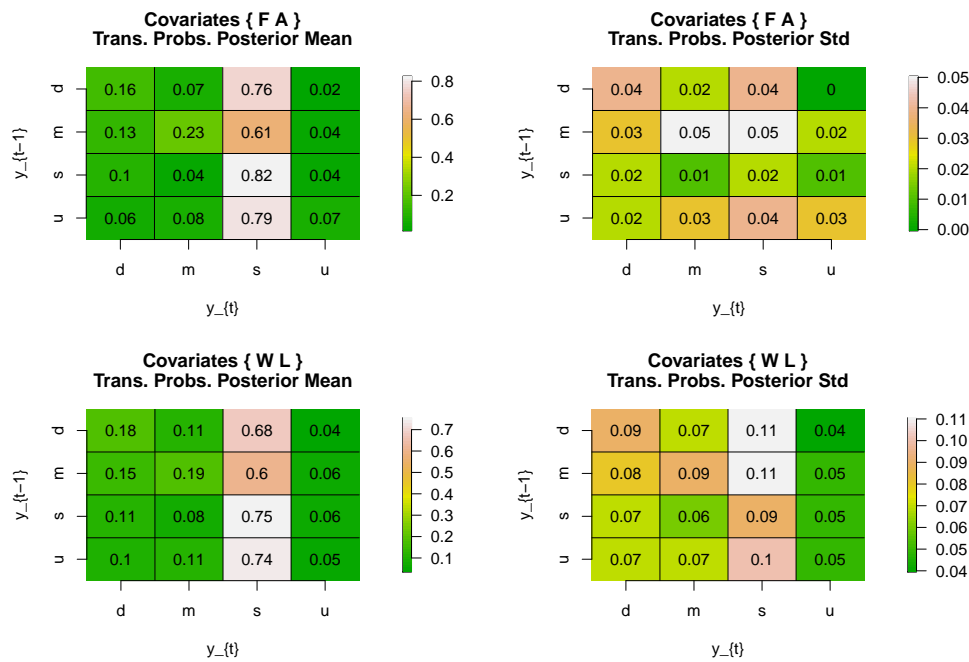 Covariates { F A }
Trans. Probs. Posterior Mean
y_{t−1}
d
m
s
u
0.16 0.07 0.76 0.02
0.13 0.23 0.61 0.04
0.1 0.04 0.82 0.04
0.06 0.08 0.79 0.07
d m s u
y_{t}
0.8
0.6
0.4
0.2
Covariates { F A }
Trans. Probs. Posterior Std
y_{t−1}
d
m
s
u
0.04 0.02 0.04 0
0.03 0.05 0.05 0.02
0.02 0.01 0.02 0.01
0.02 0.03 0.04 0.03
d m s u
y_{t}
0.05
0.04
0.03
0.02
0.01
0.00
Covariates { W L }
Trans. Probs. Posterior Mean
y_{t−1}
d
m
s
u
0.18 0.11 0.68 0.04
0.15 0.19 0.6 0.06
0.11 0.08 0.75 0.06
0.1 0.11 0.74 0.05
d m s u
y_{t}
0.7
0.6
0.5
0.4
0.3
0.2
0.1
Covariates { W L }
Trans. Probs. Posterior Std
y_{t−1}
d
m
s
u
0.09 0.07 0.11 0.04
0.08 0.09 0.11 0.05
0.07 0.06 0.09 0.05
0.07 0.07 0.1 0.05
d m s u
y_{t}
0.11
0.10
0.09
0.08
0.07
0.06
0.05
0.04